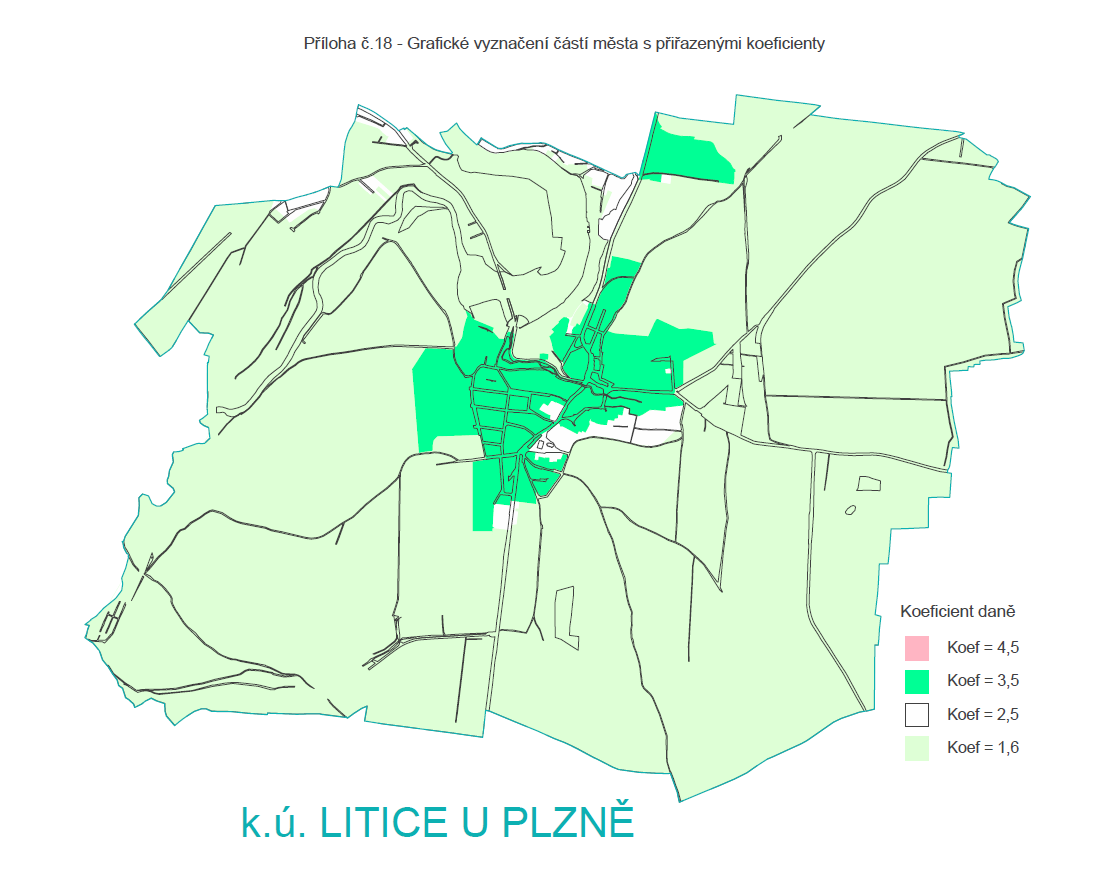 Příloha č.18 - Grafické vyznačení částí města s přiřazenými koeficienty
Koeficient daně
Koef = 4,5
Koef = 3,5
Koef = 2,5
Koef = 1,6
k.ú. LITICE U PLZNĚ